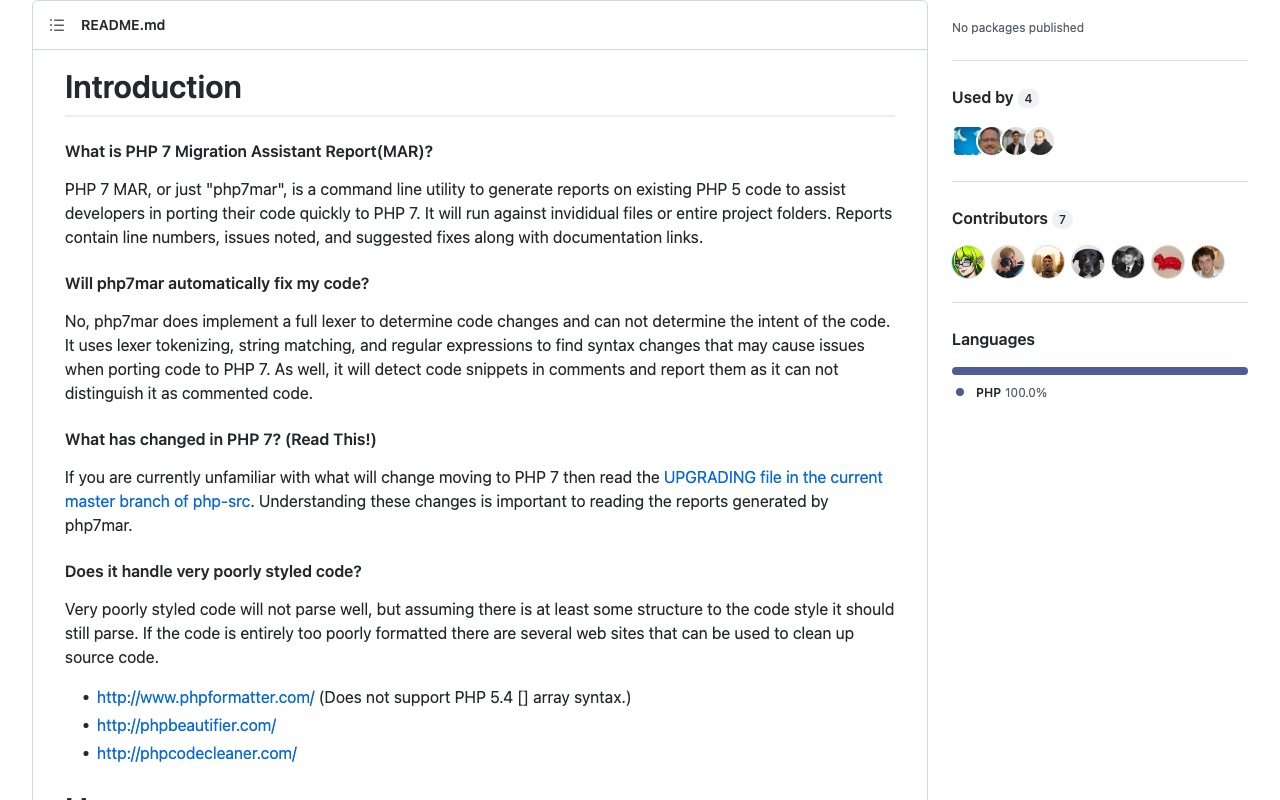 README.md
Introduction
What is PHP 7 Migration Assistant Report(MAR)?
PHP 7 MAR, or just "php7mar", is a command line utility to generate reports on existing PHP 5 code to assist
developers in porting their code quickly to PHP 7. It will run against invididual files or entire project folders. Reports
contain line numbers, issues noted, and suggested fixes along with documentation links.
Will php7mar automatically fix my code?
No, php7mar does implement a full lexer to determine code changes and can not determine the intent of the code.
It uses lexer tokenizing, string matching, and regular expressions to find syntax changes that may cause issues
when porting code to PHP 7. As well, it will detect code snippets in comments and report them as it can not
distinguish it as commented code.
What has changed in PHP 7? (Read This!)
If you are currently unfamiliar with what will change moving to PHP 7 then read the UPGRADING file in the current
master branch of php-src. Understanding these changes is important to reading the reports generated by
php7mar.
Does it handle very poorly styled code?
Very poorly styled code will not parse well, but assuming there is at least some structure to the code style it should
still parse. If the code is entirely too poorly formatted there are several web sites that can be used to clean up
source code.
• http://www.phpformatter.com/ (Does not support PHP 5.4 [] array syntax.)
• http://phpbeautifier.com/
• http://phpcodecleaner.com/
No packages published
Used by 4
Contributors 7
Languages
PHP 100.0%